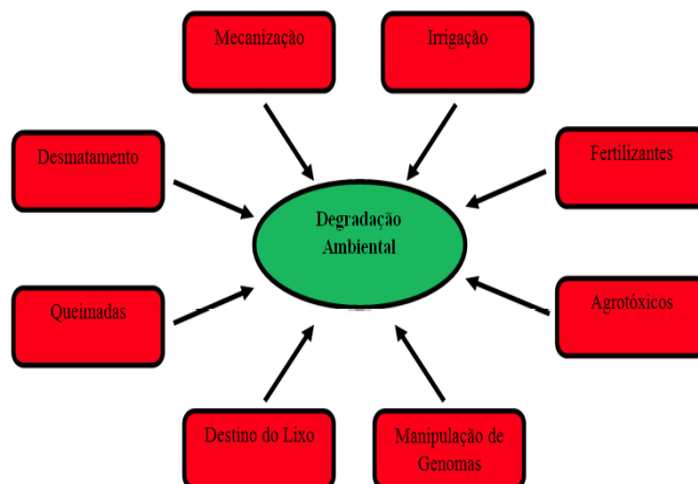 Mecanização
Irrigação
Desmatamento
Fertilizantes
Degradação
Ambiental
Queimadas
Agrotóxicos
Destino do Lixo
Manipulação de
Genomas